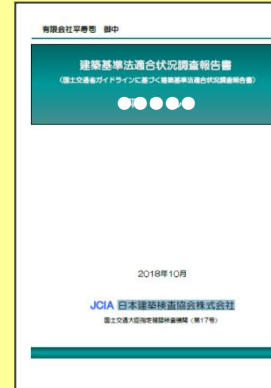 有限会社平寿司 御中
建築基準法適合状況調査報告書
(国土交通省ガイドラインに基づく建築基準法適合状況調査報告書)
●●●●●
2018年10月
JCIA 日本建築検査協会株式会社
国土交通大臣指定確認検査機関(第17号)